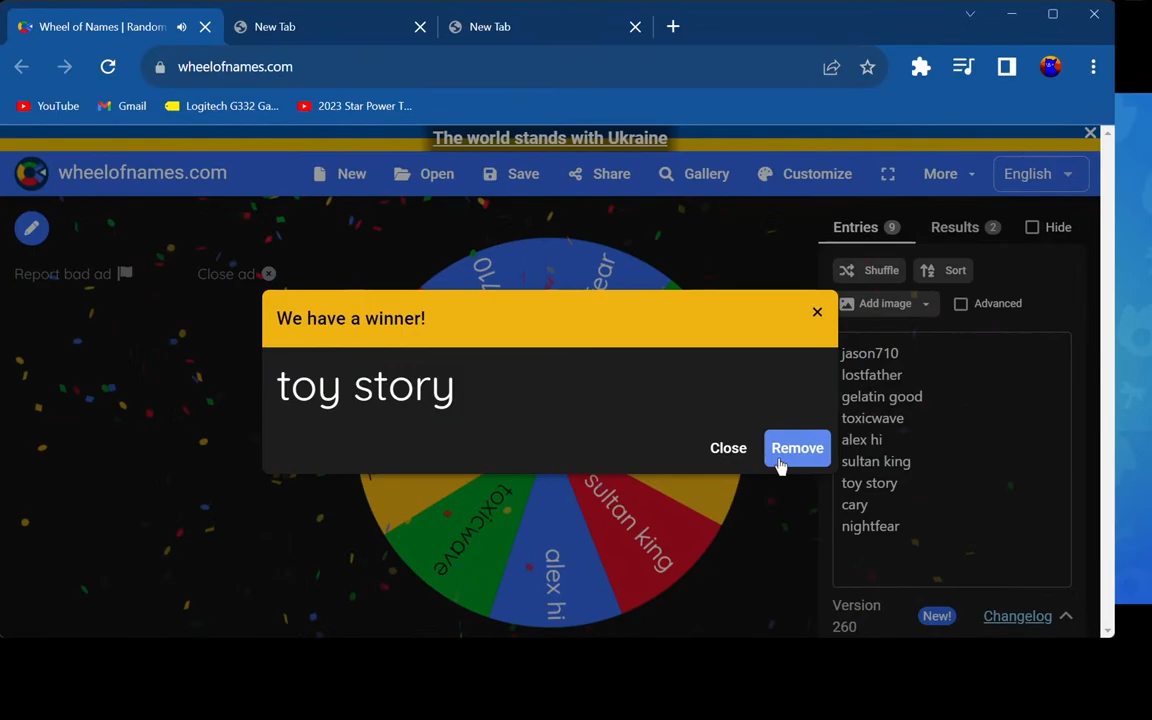 Wheel of Names | Random
New Tab
New Tab
wheelofnames.com
YouTube
Gmail
Logitech G332 Ga...
2023 Star Power T...
The world stands with Ukraine
wheelofnames.com
New
Open
Save
Share
Gallery
Customize
More
English
Entries 9
Results 2
Hide
Report bad ad
Close ad
Shuffle
Sort
Add image
Advanced
We have a winner!
toy story
Close
Remove
jason710
lostfather
gelatin good
toxicwave
alex hi
sultan king
toy story
cary
nightfear
10
ear
toxicwave
alex hi
sultan king
Version
260
New!
Changelog